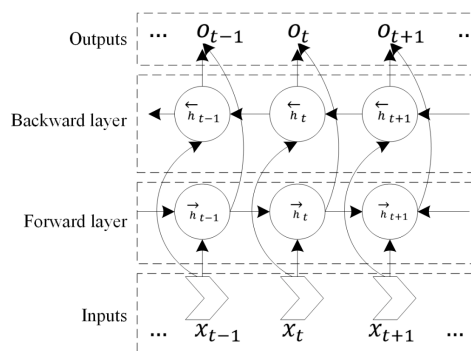 Outputs ... o_{t-1} o_t o_{t+1} ...
Backward layer
←h_{t-1} ←h_t ←h_{t+1}
Forward layer
→h_{t-1} →h_t →h_{t+1}
Inputs
... x_{t-1} x_t x_{t+1} ...